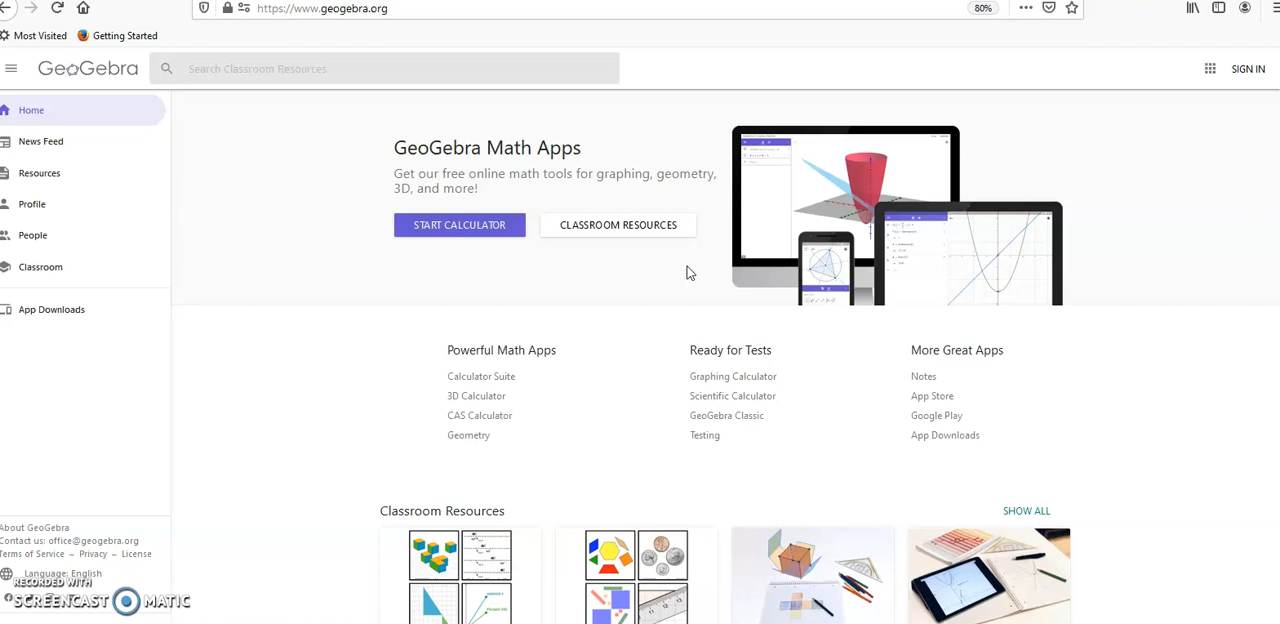 https://www.geogebra.org
80%
Most Visited
Getting Started
GeoGebra
Search Classroom Resources
SIGN IN
Home
News Feed
Resources
Profile
People
Classroom
App Downloads
GeoGebra Math Apps
Get our free online math tools for graphing, geometry,
3D, and more!
START CALCULATOR
CLASSROOM RESOURCES
Powerful Math Apps
Calculator Suite
3D Calculator
CAS Calculator
Geometry
Ready for Tests
Graphing Calculator
Scientific Calculator
GeoGebra Classic
Testing
More Great Apps
Notes
App Store
Google Play
App Downloads
Classroom Resources
SHOW ALL
About GeoGebra
Contact us: office@geogebra.org
Terms of Service – Privacy – License
Language: English
RECORDED WITH
SCREENCAST MATIC